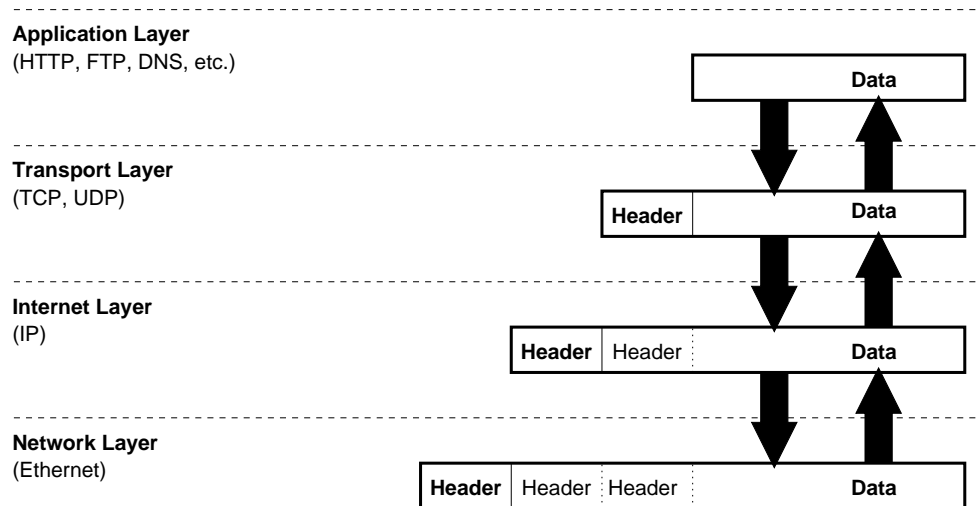 Application Layer
(HTTP, FTP, DNS, etc.)
Data
Transport Layer
(TCP, UDP)
Header Data
Internet Layer
(IP)
Header Header Data
Network Layer
(Ethernet)
Header Header Header Data